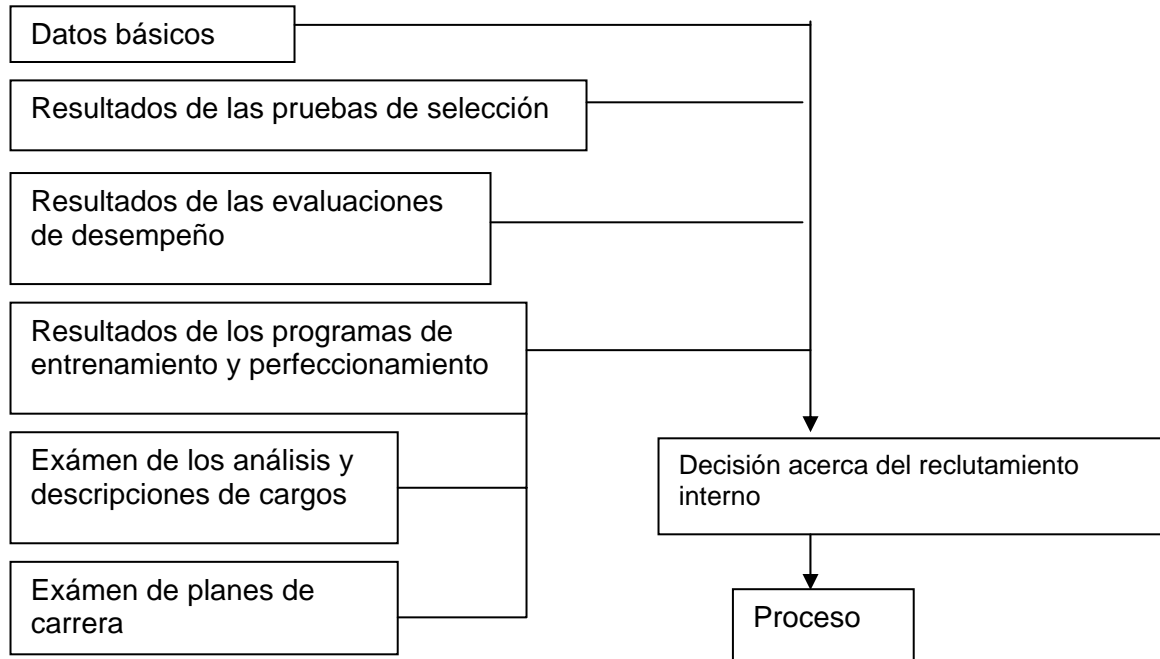 Datos básicos
Resultados de las pruebas de selección
Resultados de las evaluaciones
de desempeño
Resultados de los programas de
entrenamiento y perfeccionamiento
Exámen de los análisis y
descripciones de cargos
Exámen de planes de
carrera
Decisión acerca del reclutamiento
interno
Proceso